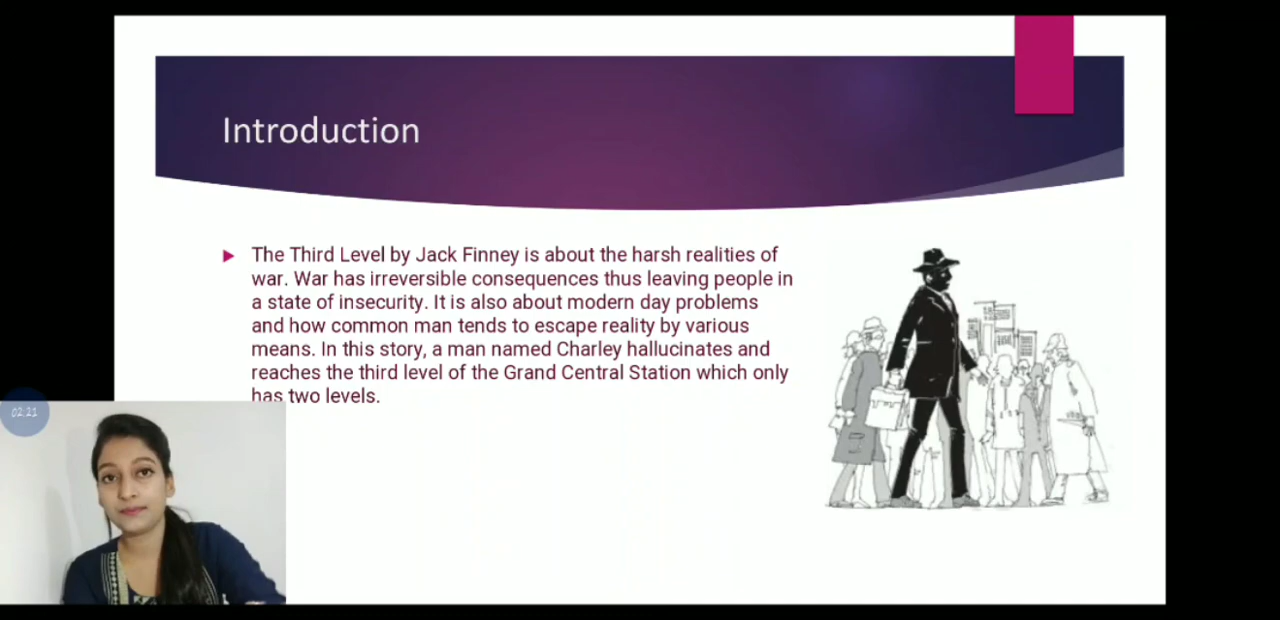 Introduction
The Third Level by Jack Finney is about the harsh realities of
war. War has irreversible consequences thus leaving people in
a state of insecurity. It is also about modern day problems
and how common man tends to escape reality by various
means. In this story, a man named Charley hallucinates and
reaches the third level of the Grand Central Station which only
has two levels.
02:21